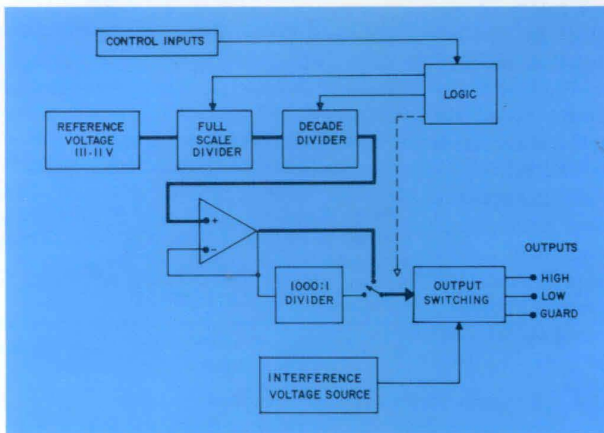 CONTROL INPUTS
LOGIC
REFERENCE
VOLTAGE
111·11V
FULL
SCALE
DIVIDER
DECADE
DIVIDER
+
−
1000:1
DIVIDER
OUTPUT
SWITCHING
OUTPUTS
HIGH
LOW
GUARD
INTERFERENCE
VOLTAGE SOURCE